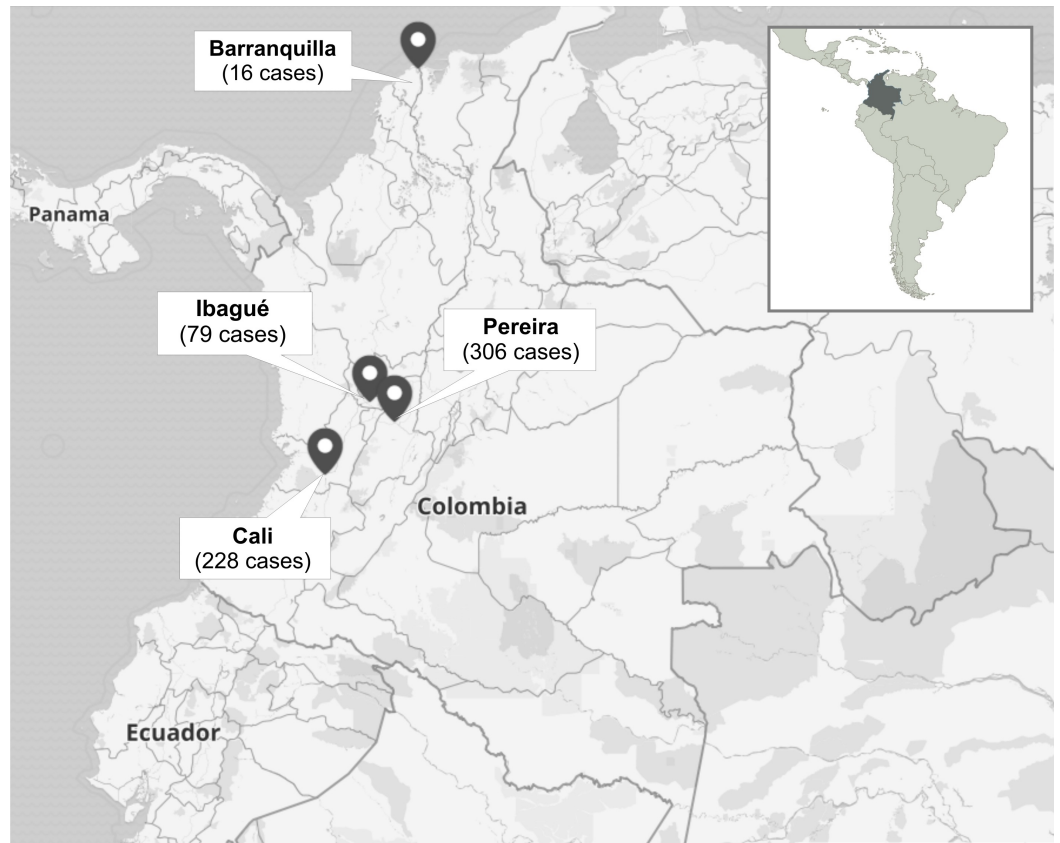 Barranquilla
(16 cases)
Panama
Ibagué
(79 cases)
Pereira
(306 cases)
Colombia
Cali
(228 cases)
Ecuador